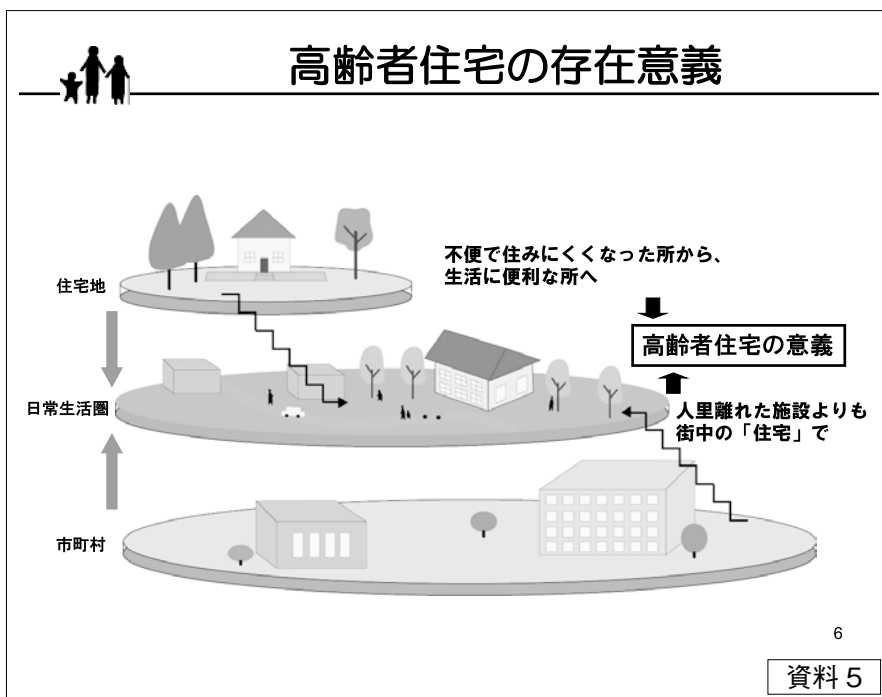 高齢者住宅の存在意義
不便で住みにくくなった所から、
生活に便利な所へ
住宅地
高齢者住宅の意義
日常生活圏
人里離れた施設よりも
街中の「住宅」で
市町村
6
資料５